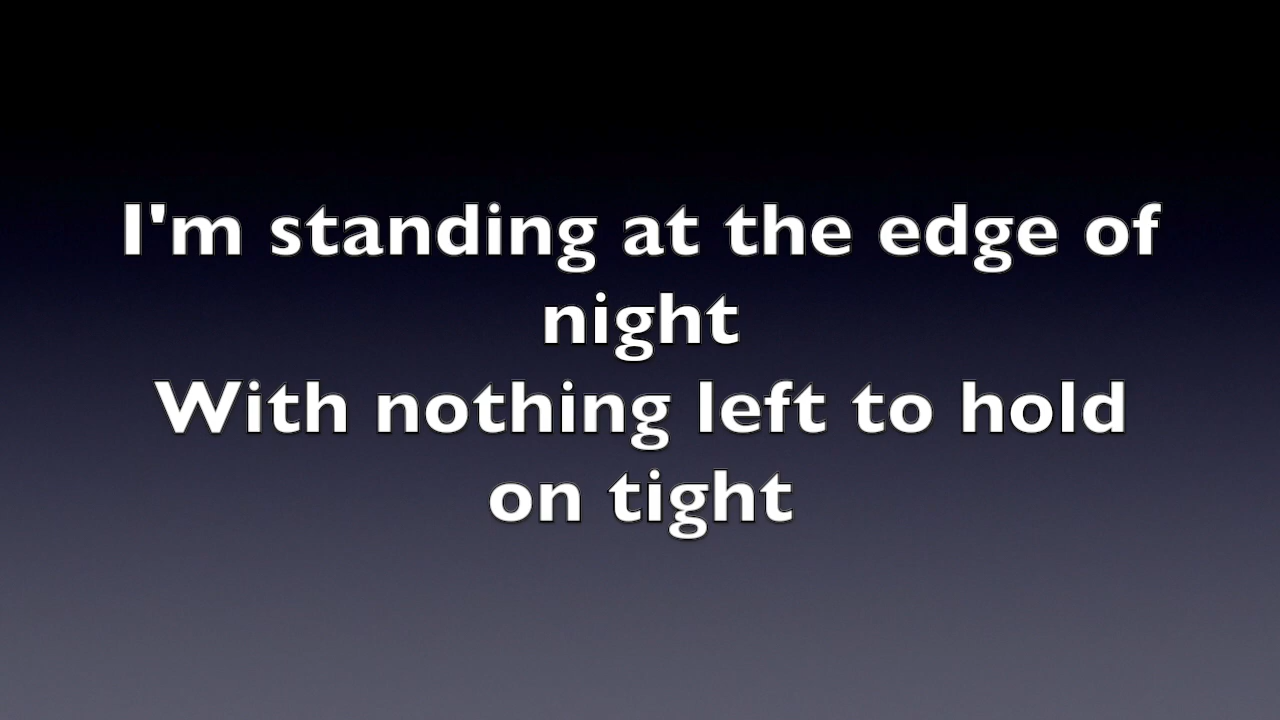 I'm standing at the edge of
night
With nothing left to hold
on tight